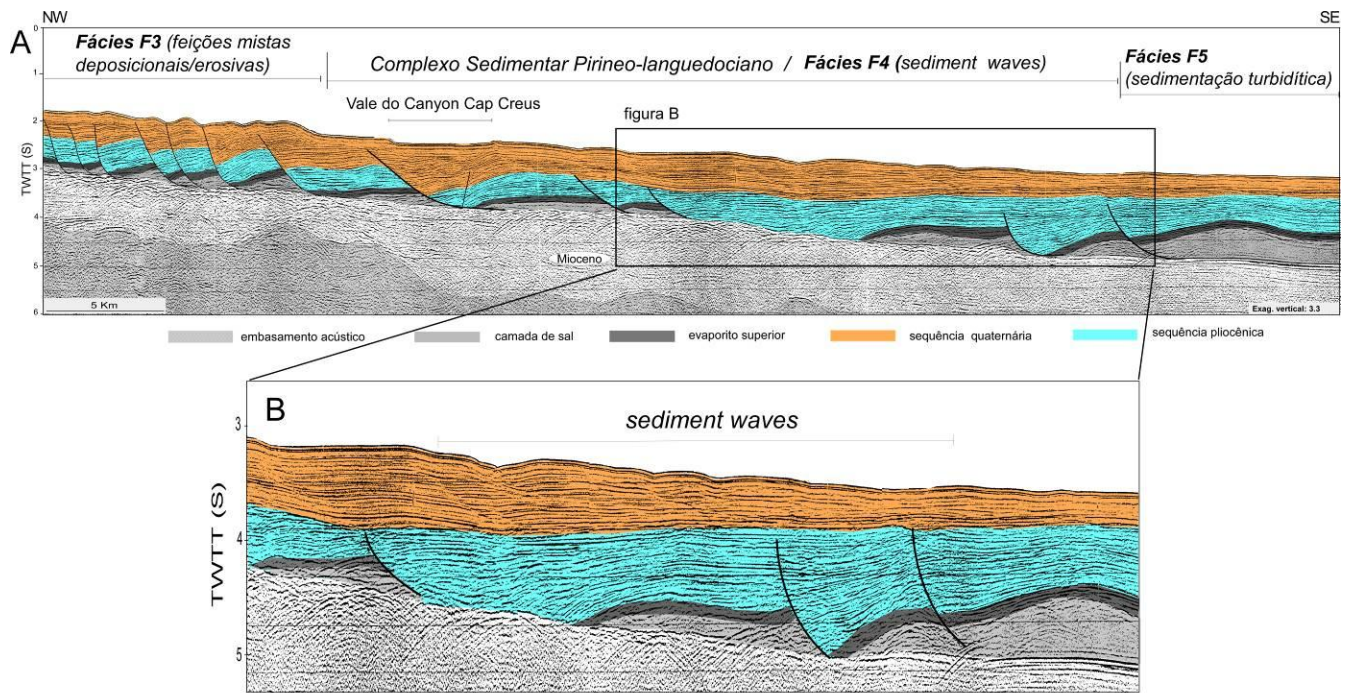 NW
SE
A
0
1
2
3
4
5
6
TWTT (S)
Fácies F3 (feições mistas
deposicionais/erosivas)
Complexo Sedimentar Pirineo-languedociano / Fácies F4 (sediment waves)
Fácies F5
(sedimentação turbidítica)
Vale do Canyon Cap Creus
figura B
Mioceno
5 Km
Exag. vertical: 3.3
embasamento acústico
camada de sal
evaporito superior
sequência quaternária
sequência pliocênica
B
sediment waves
3
4
5
TWTT (S)